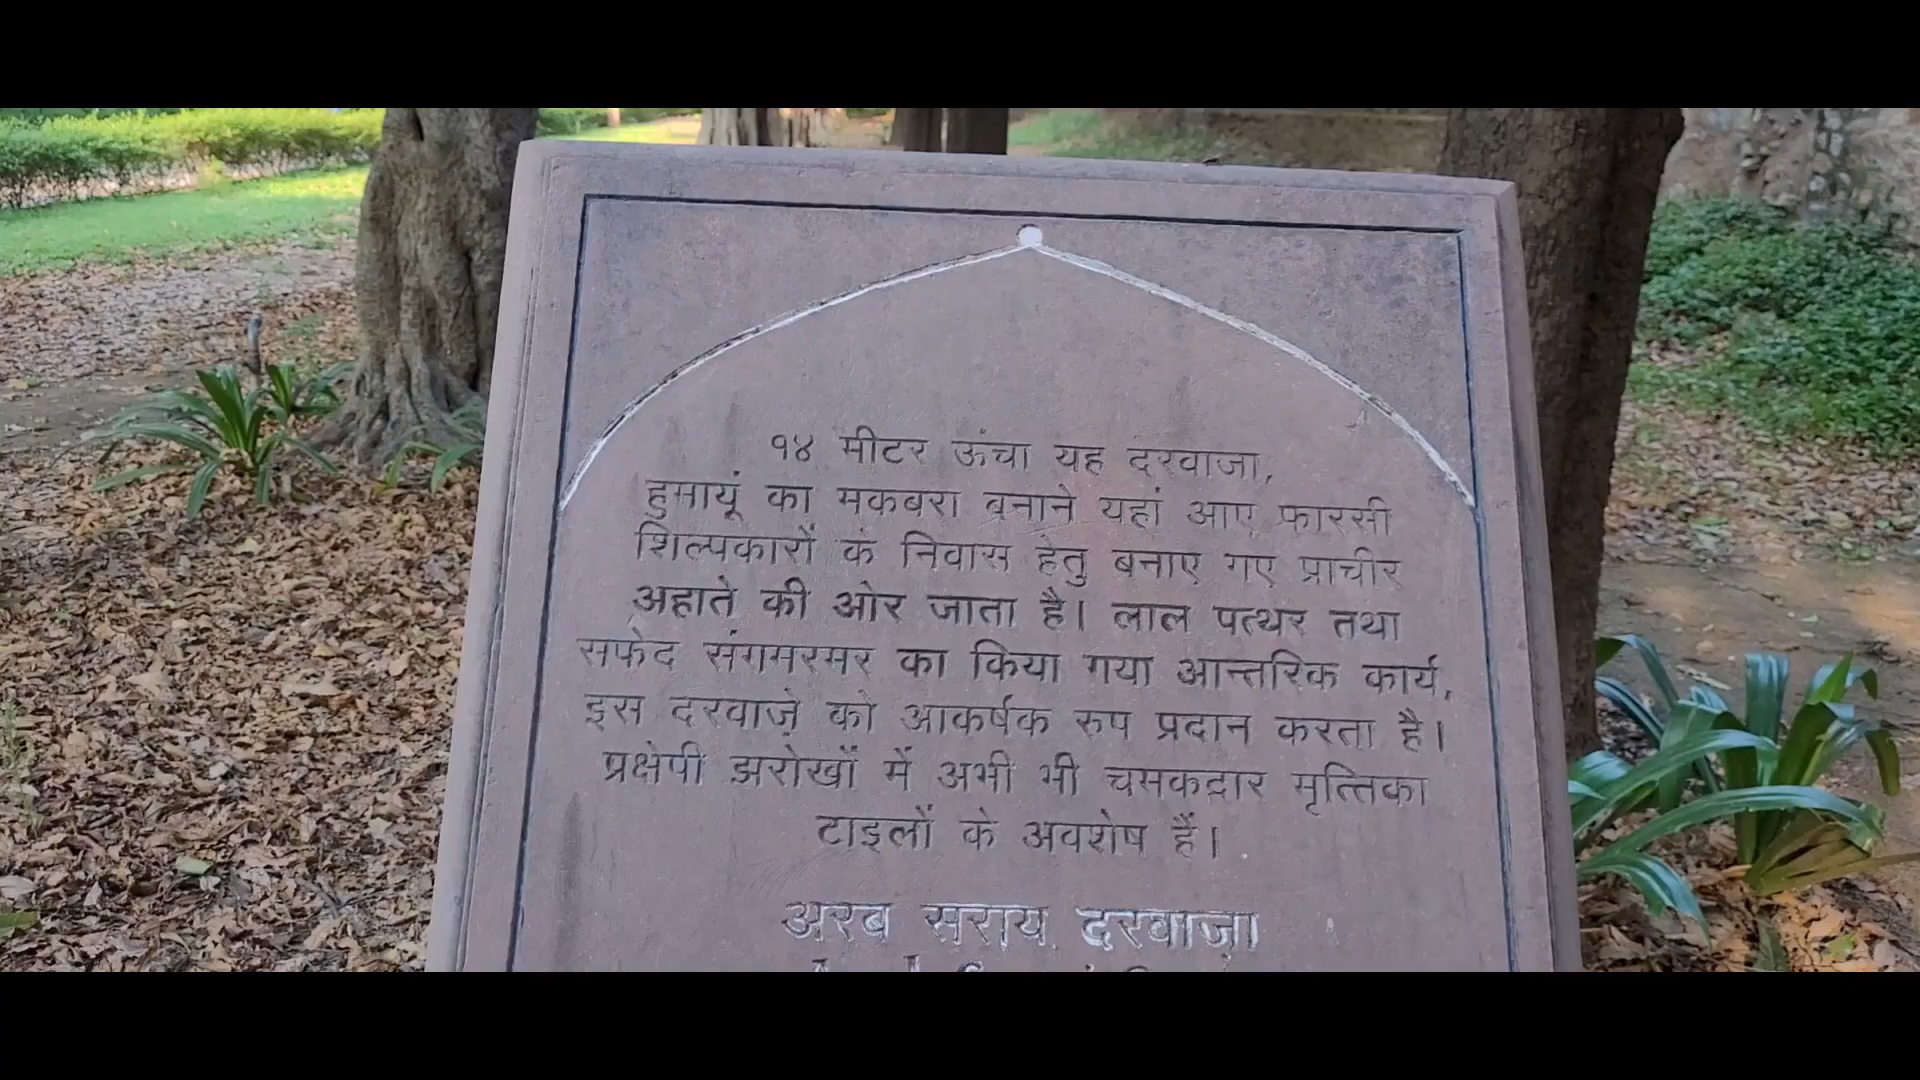 १४ मीटर ऊंचा यह दरवाजा,
हुमायूं का मकबरा बनाने यहां आए फारसी
शिल्पकारों के निवास हेतु बनाए गए प्राचीर
अहाते की ओर जाता है। लाल पत्थर तथा
सफेद संगमरमर का किया गया आन्तरिक कार्य,
इस दरवाज़े को आकर्षक रुप प्रदान करता है।
प्रक्षेपी झरोखों में अभी भी चमकदार मृत्तिका
टाइलों के अवशेष हैं।
अरब सराय दरवाजा